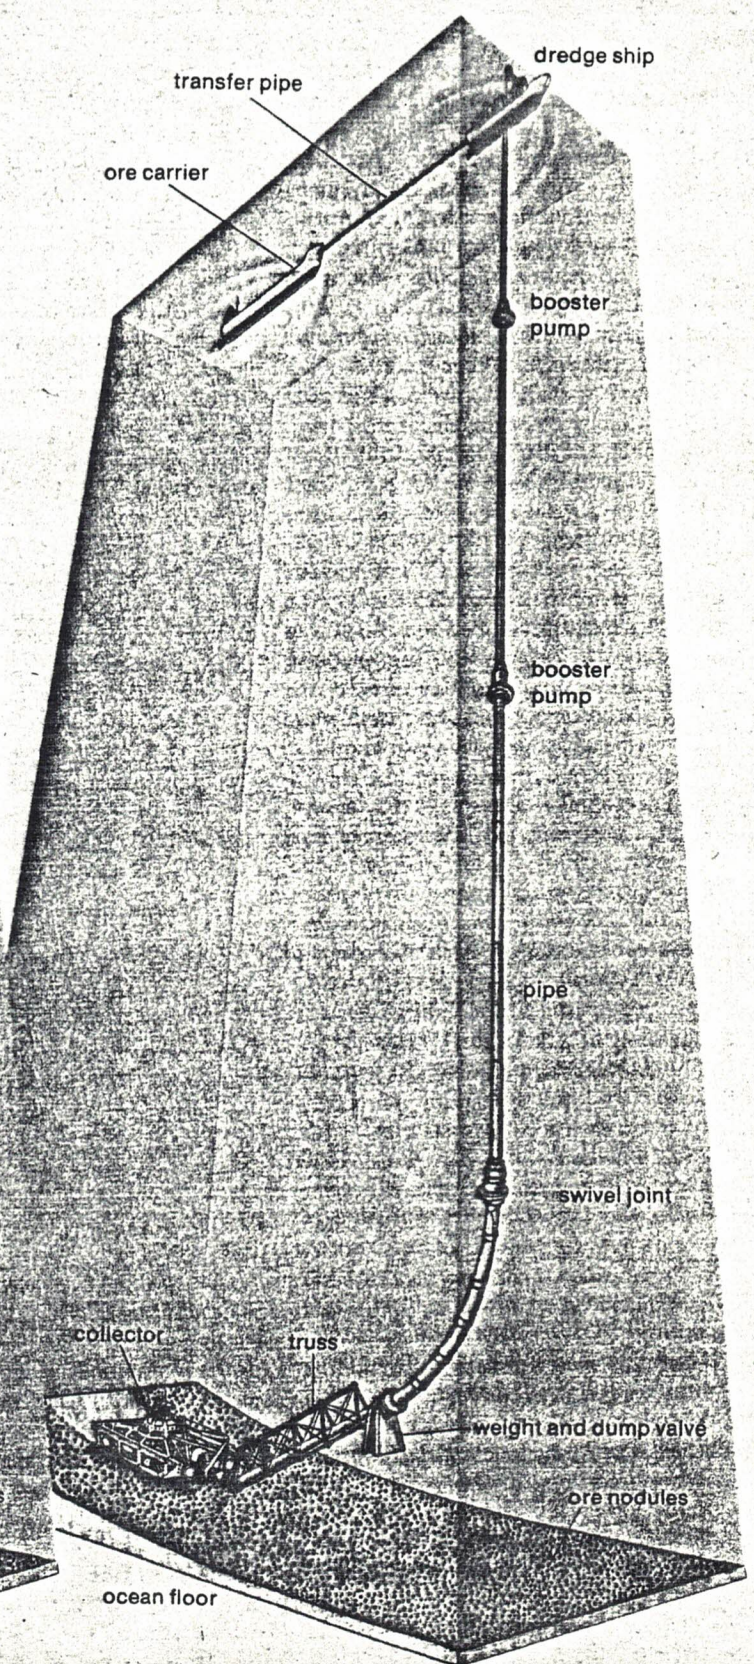 dredge ship
transfer pipe
ore carrier
booster
pump
booster
pump
pipe
swivel joint
collector
truss
weight and dump valve
ore nodules
ocean floor